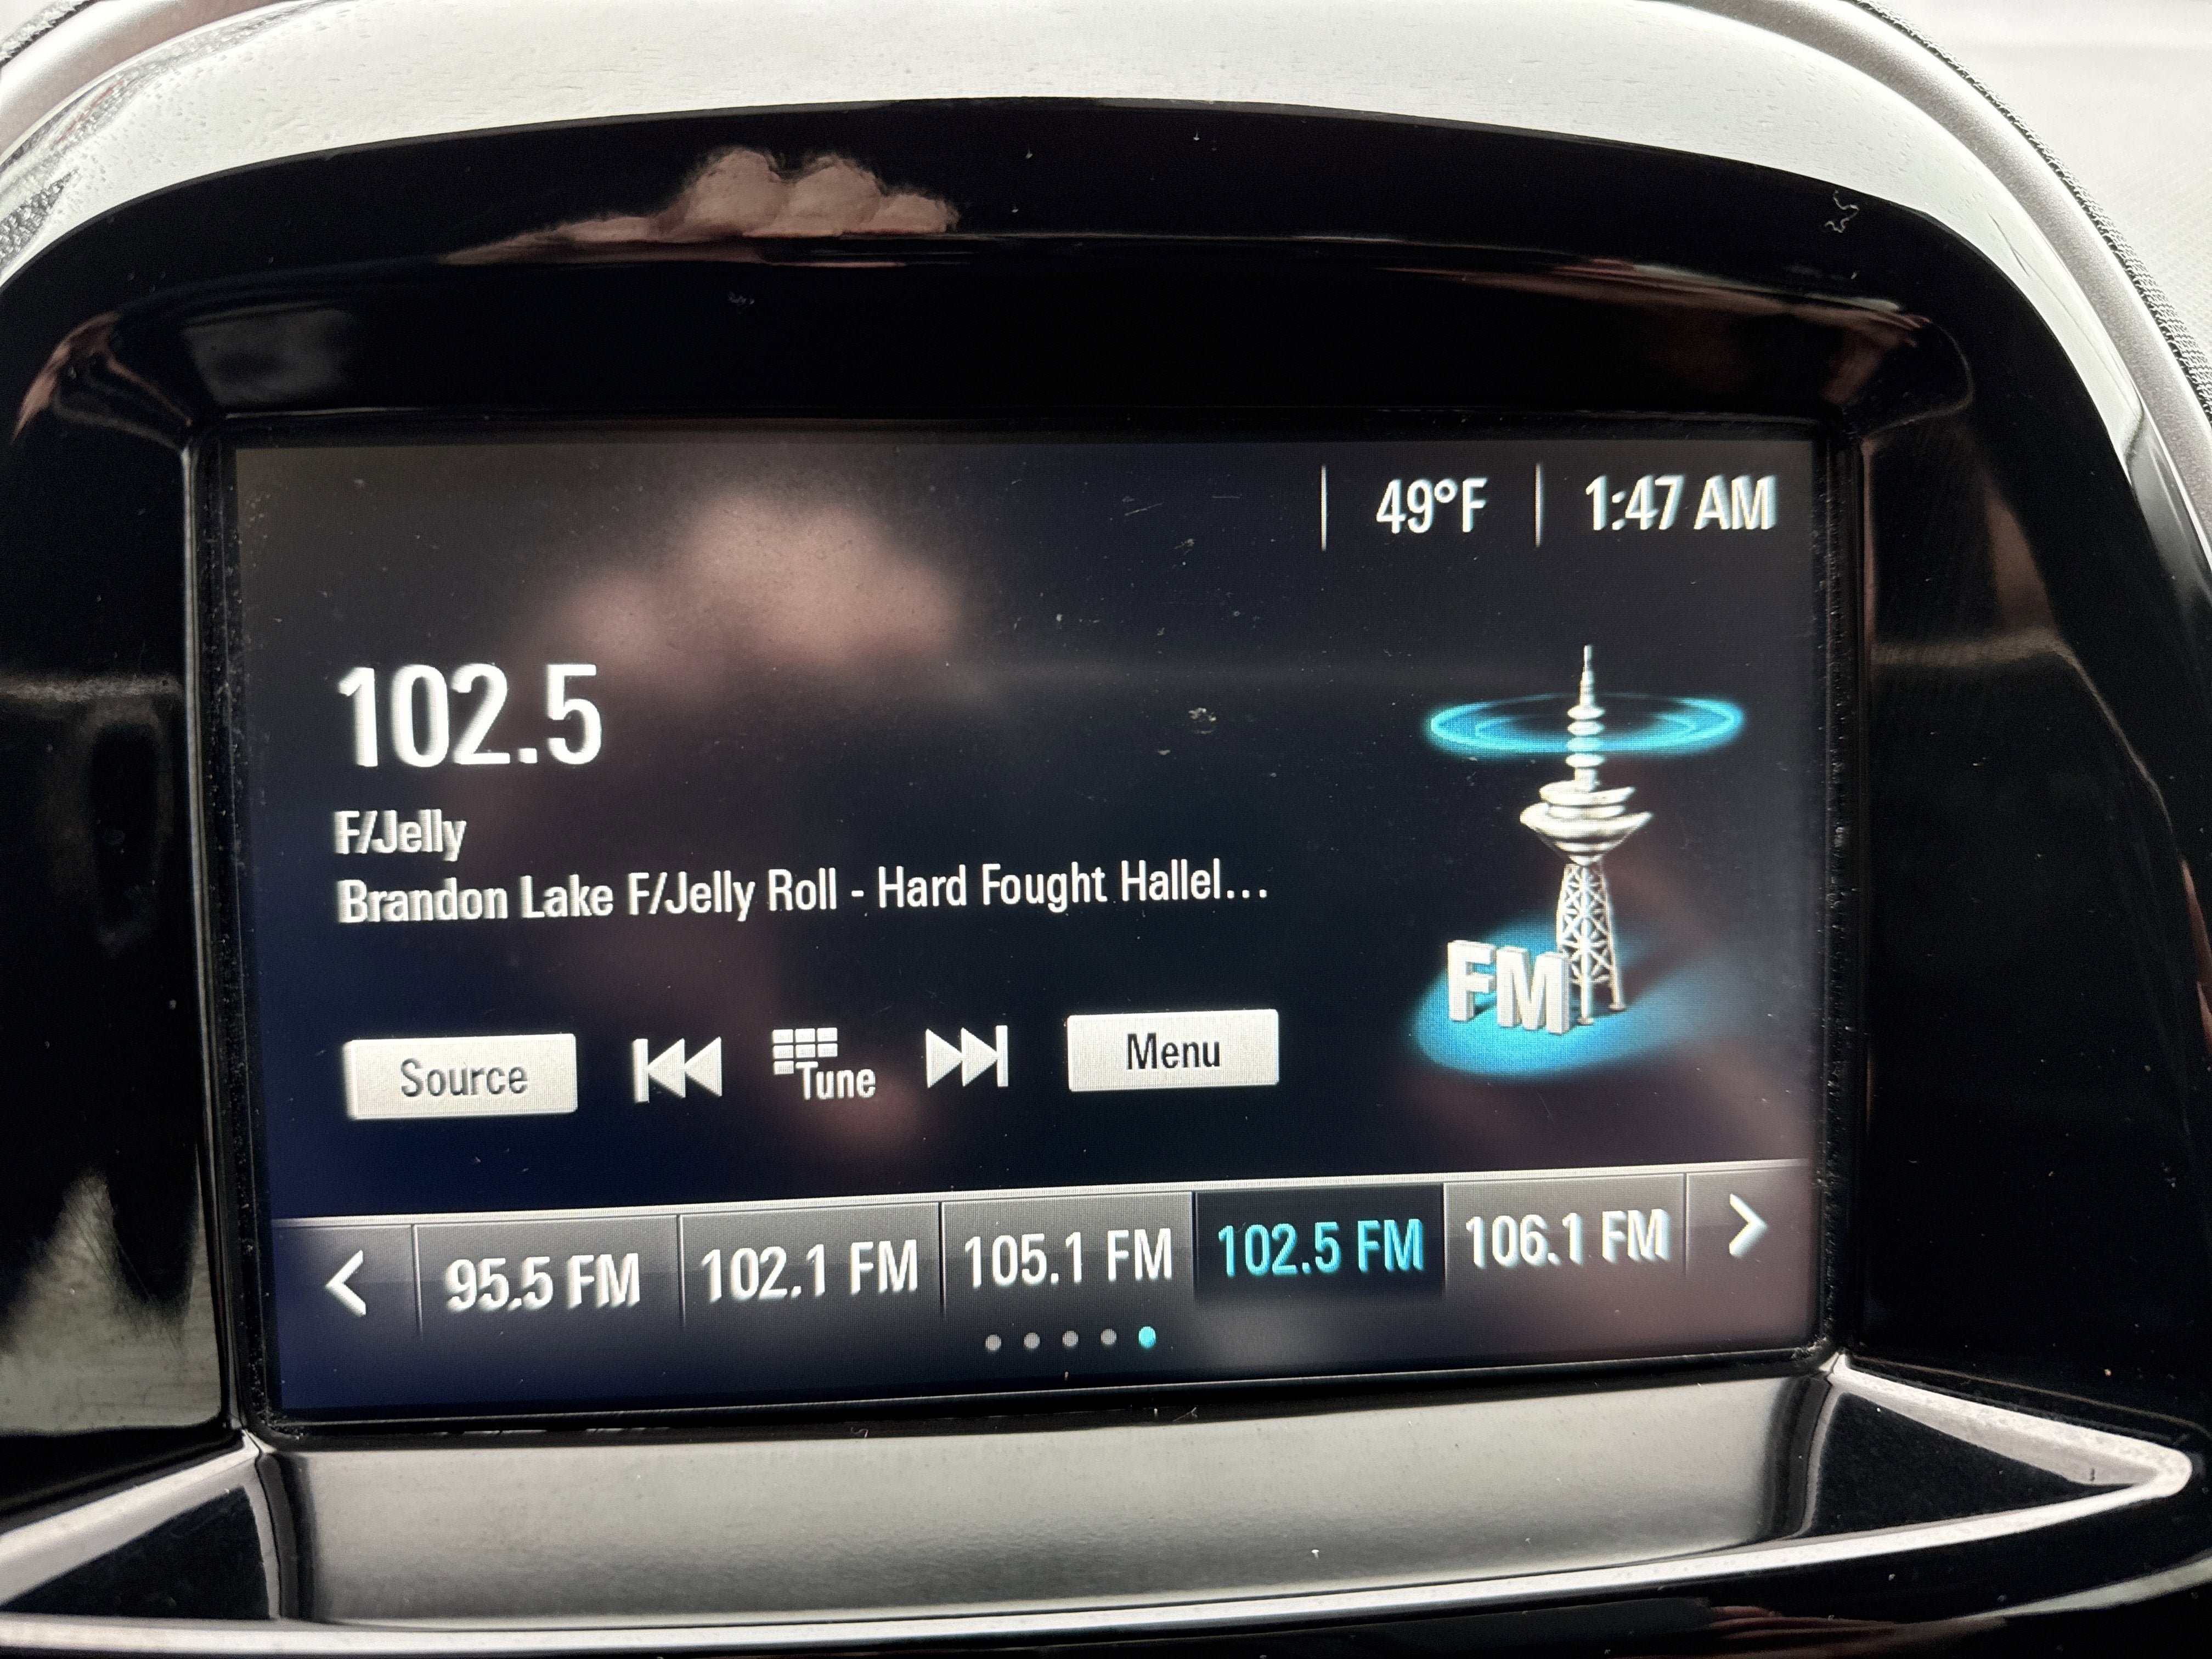 49°F 1:47 AM
102.5
F/Jelly
Brandon Lake F/Jelly Roll - Hard Fought Hallel...
FM
Source Tune Menu
95.5 FM 102.1 FM 105.1 FM 102.5 FM 106.1 FM